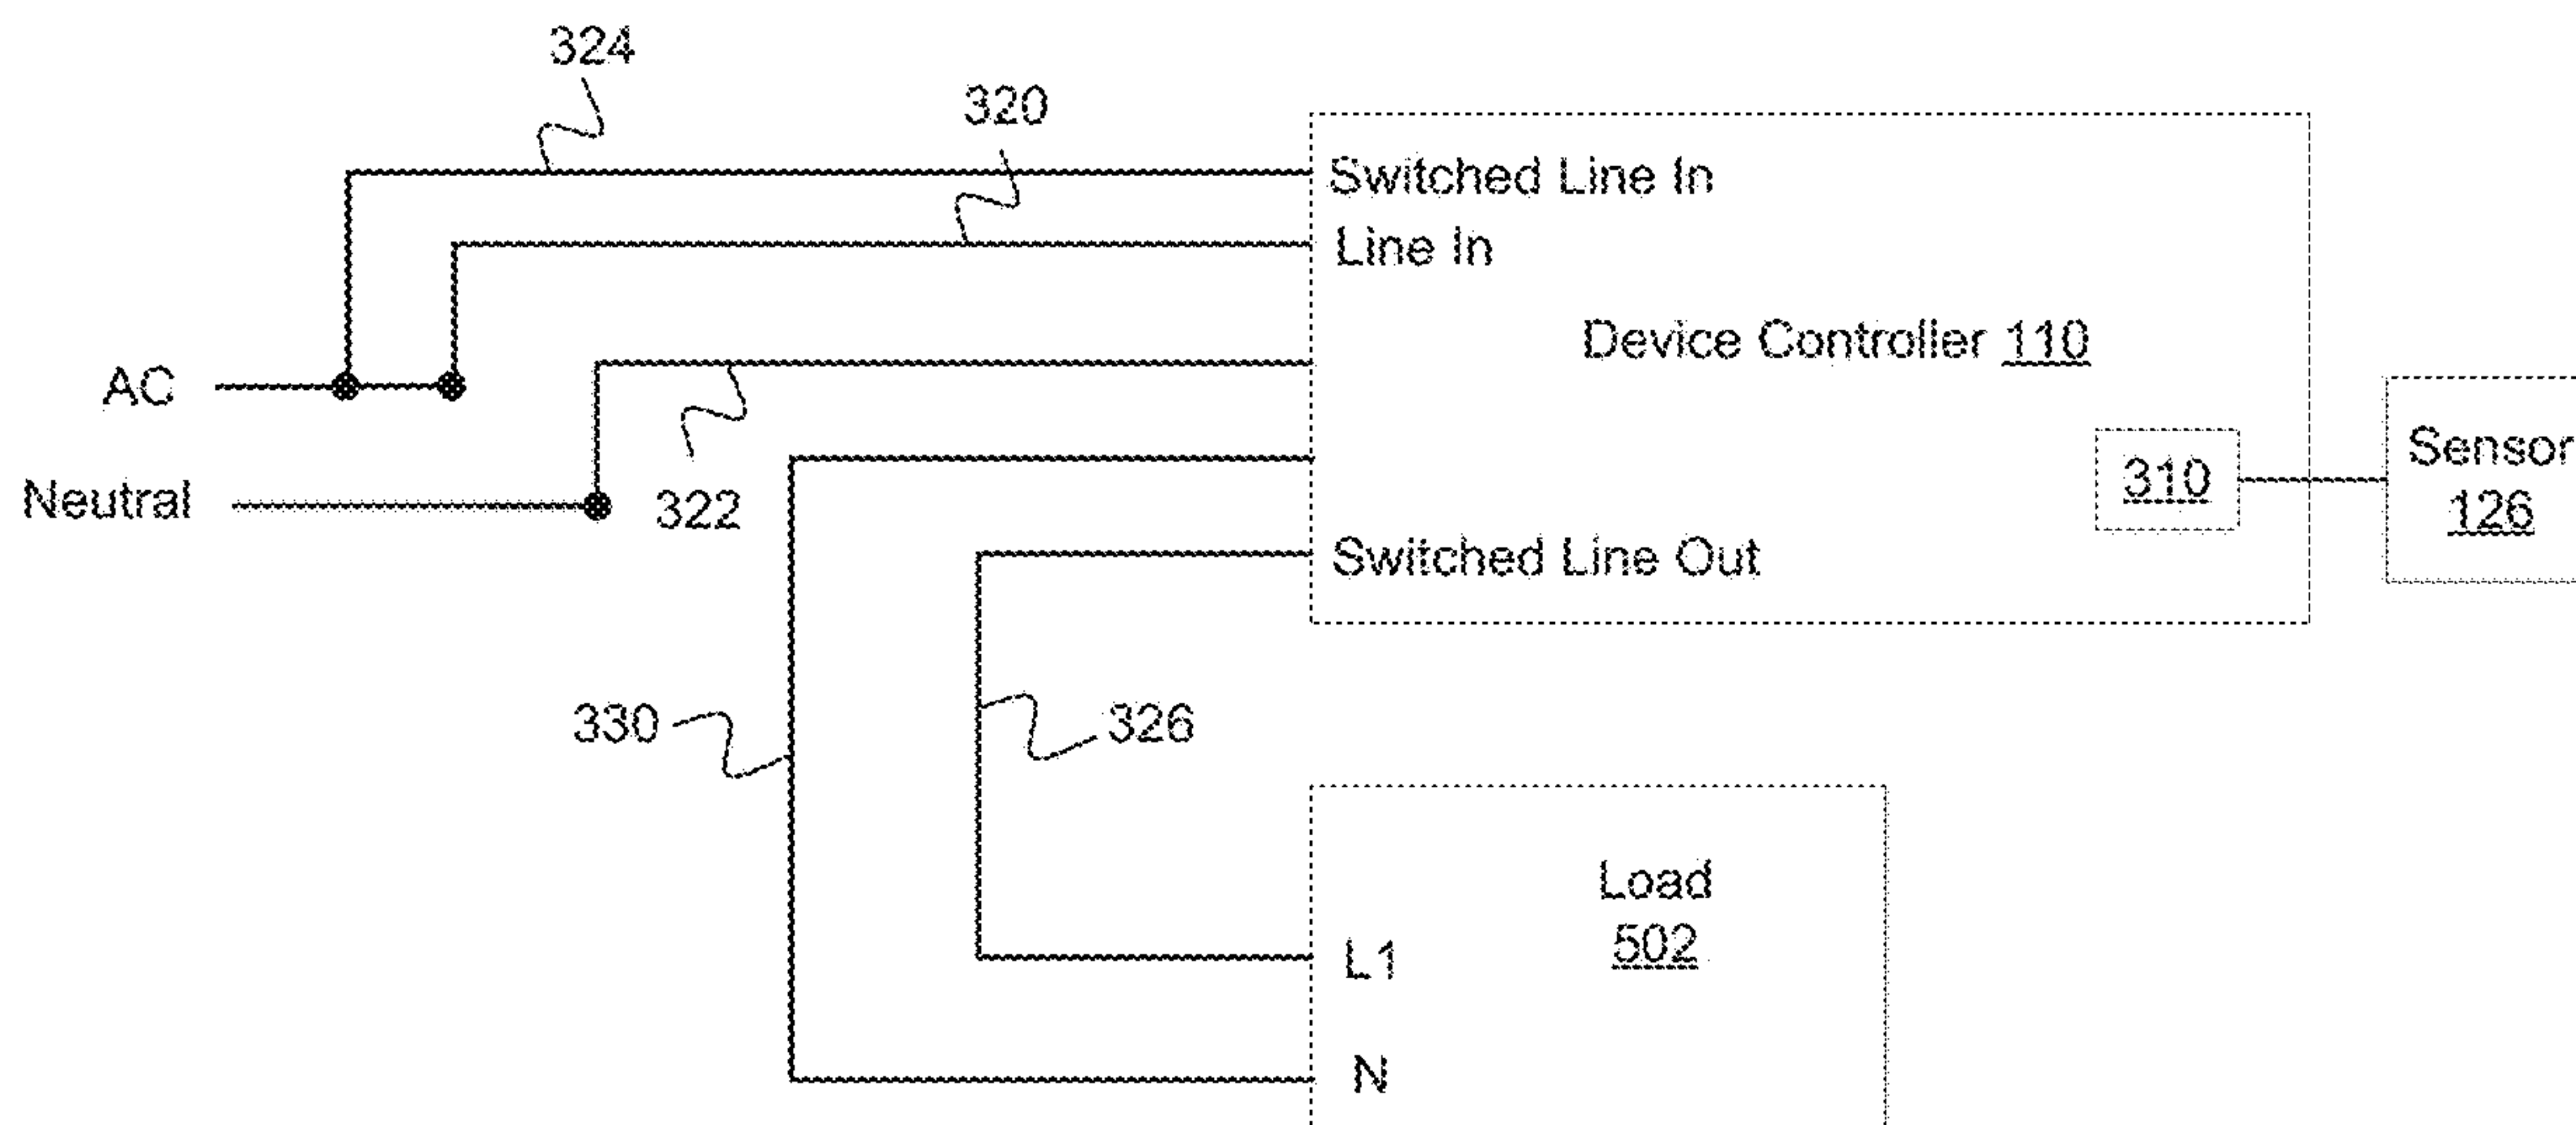 324
320
Switched Line In
Line In
Device Controller 110
AC
Neutral
322
310
Sensor
126
Switched Line Out
330
326
Load
502
L1
N